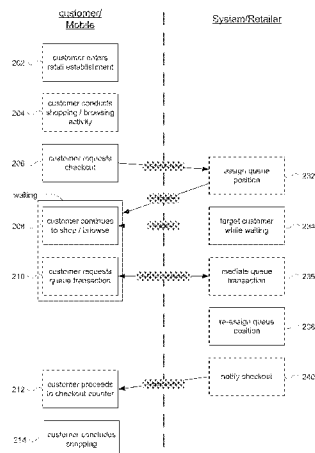 customer/
Mobile
System/Retailer
202
customer enters
retail establishment
204
customer conducts
shopping / browsing
activity
206
customer requests
checkout
assign queue
position
232
waiting
208
customer continues
to shop / browse
target customer
while waiting
234
210
customer requests
queue transaction
mediate queue
transaction
235
re-assign queue
position
238
notify checkout
240
212
customer proceeds
to checkout counter
214
customer concludes
shopping